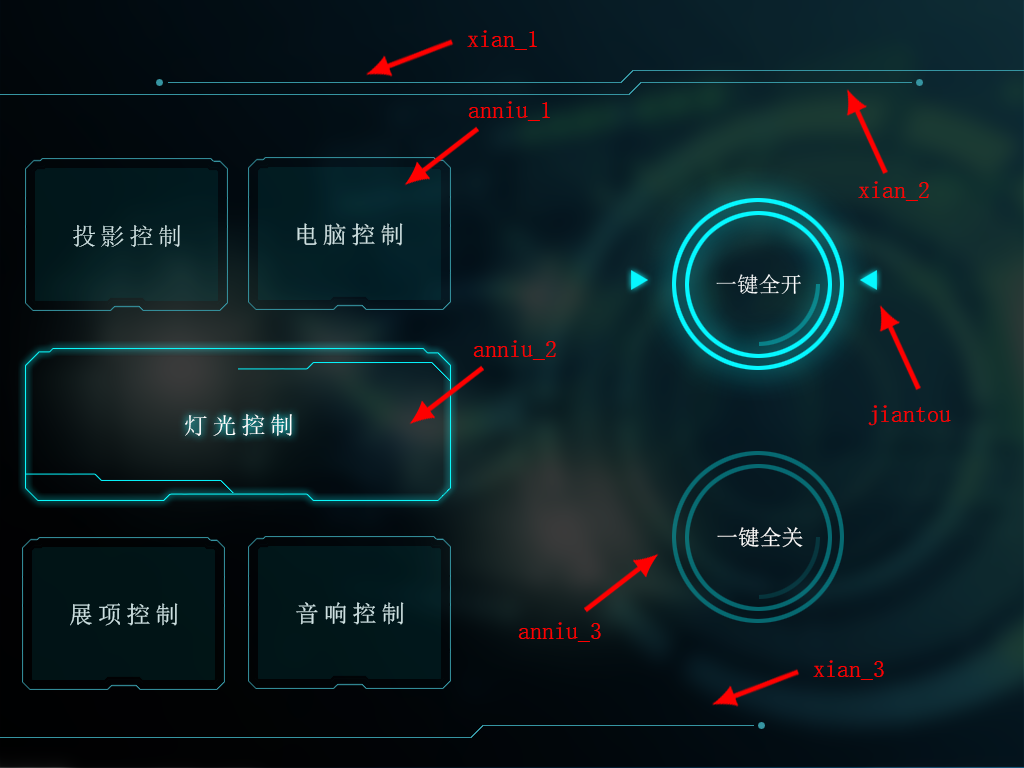 xian_1
anniu_1
xian_2
投影控制
电脑控制
一键全开
anniu_2
jiantou
灯光控制
一键全关
展项控制
音响控制
anniu_3
xian_3